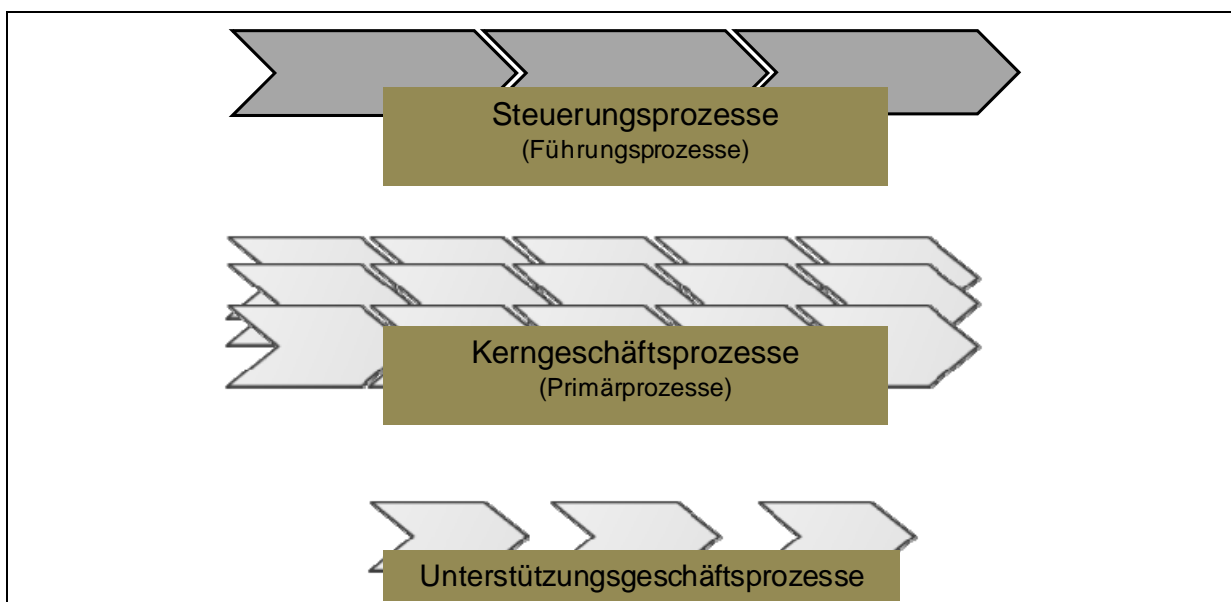 Steuerungsprozesse
(Führungsprozesse)
Kerngeschäftsprozesse
(Primärprozesse)
Unterstützungsgeschäftsprozesse